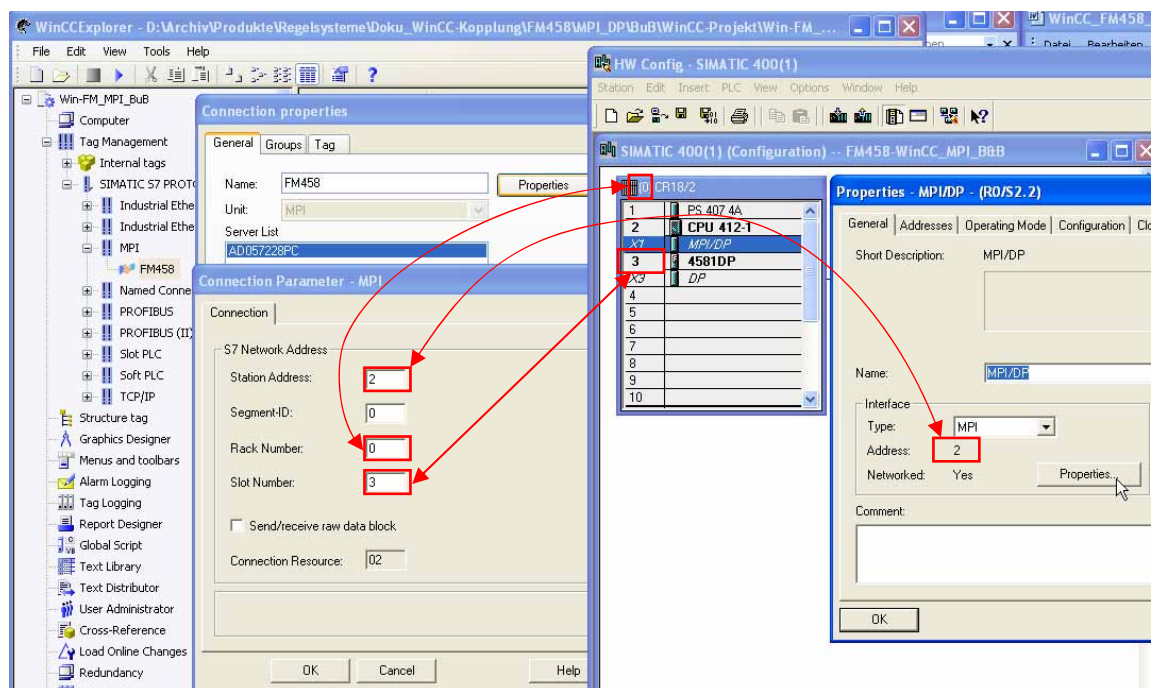 WinCCExplorer - D:\Archiv\Produkte\Regelsysteme\Doku_WinCC-Kopplung\FM458\MPI_DP\BuB\WinCC-Projekt\Win-FM_...
WinCC_FM458_
File Edit View Tools Help
Datei Bearbeiten
Win-FM_MPI_BuB
Computer
Tag Management
Internal tags
SIMATIC S7 PROT
Industrial Ethe
Industrial Ethe
MPI
FM458
Named Conne
PROFIBUS
PROFIBUS (II)
Slot PLC
Soft PLC
TCP/IP
Structure tag
Graphics Designer
Menus and toolbars
Alarm Logging
Tag Logging
Report Designer
Global Script
Text Library
Text Distributor
User Administrator
Cross-Reference
Load Online Changes
Redundancy
Connection properties
General Groups Tag
Name: FM458 Properties
Unit: MPI
Server List
AD057228PC
Connection Parameter - MPI
Connection
S7 Network Address
Station Address: 2
Segment-ID: 0
Rack Number: 0
Slot Number: 3
Send/receive raw data block
Connection Resource: 02
OK Cancel Help
HW Config - SIMATIC 400(1)
Station Edit Insert PLC View Options Window Help
SIMATIC 400(1) (Configuration) -- FM458-WinCC_MPI_B&B
(0) CR18/2
1 PS 407 4A
2 CPU 412-1
X1 MPI/DP
3 4581DP
X3 DP
4
5
6
7
8
9
10
Properties - MPI/DP - (R0/S2.2)
General Addresses Operating Mode Configuration Clo
Short Description: MPI/DP
Name: MPI/DP
Interface
Type: MPI
Address: 2
Networked: Yes Properties...
Comment:
OK